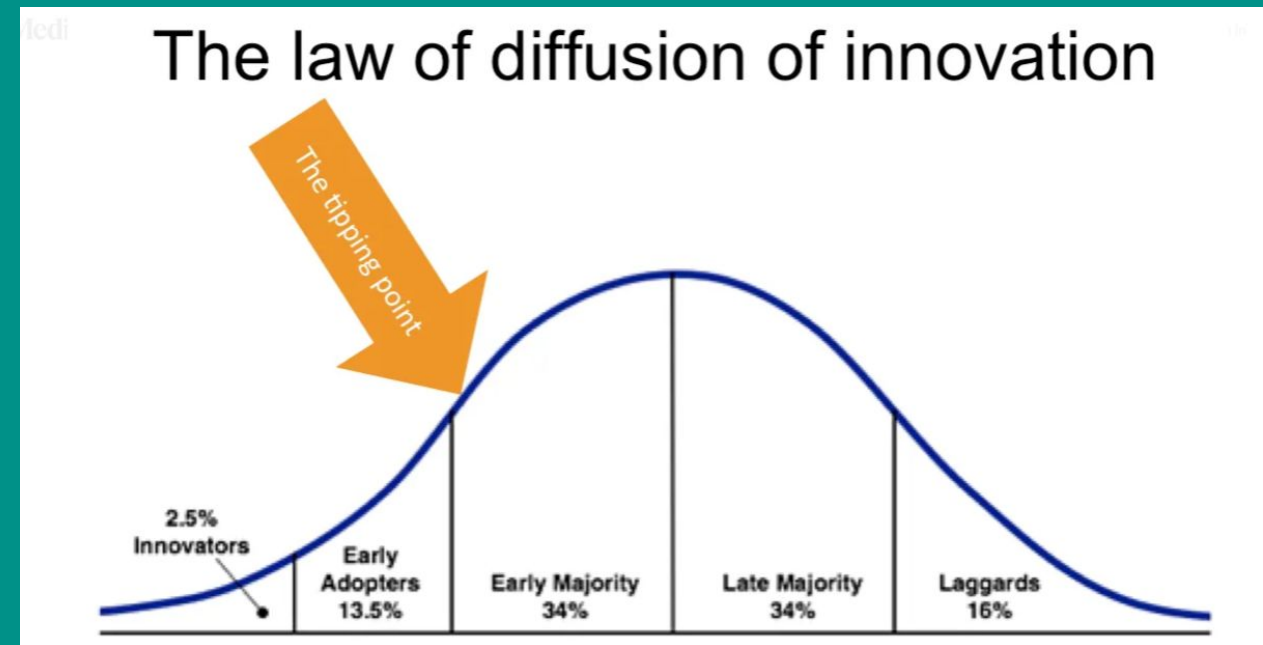 The law of diffusion of innovation
The tipping point
2.5%
Innovators
Early
Adopters
13.5%
Early Majority
34%
Late Majority
34%
Laggards
16%